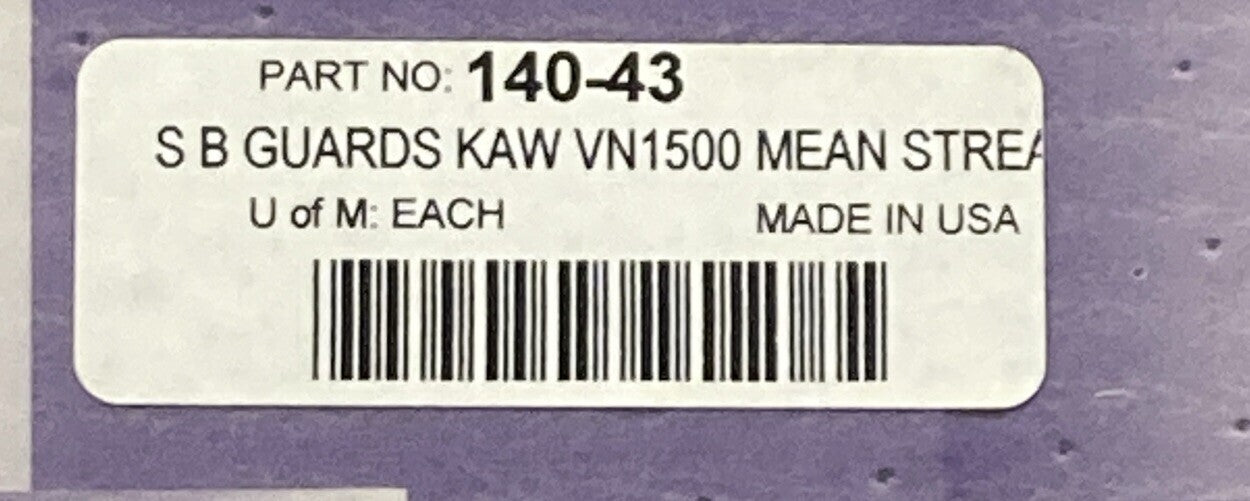 PART NO: 140-43
S B GUARDS KAW VN1500 MEAN STREA
U of M: EACH MADE IN USA